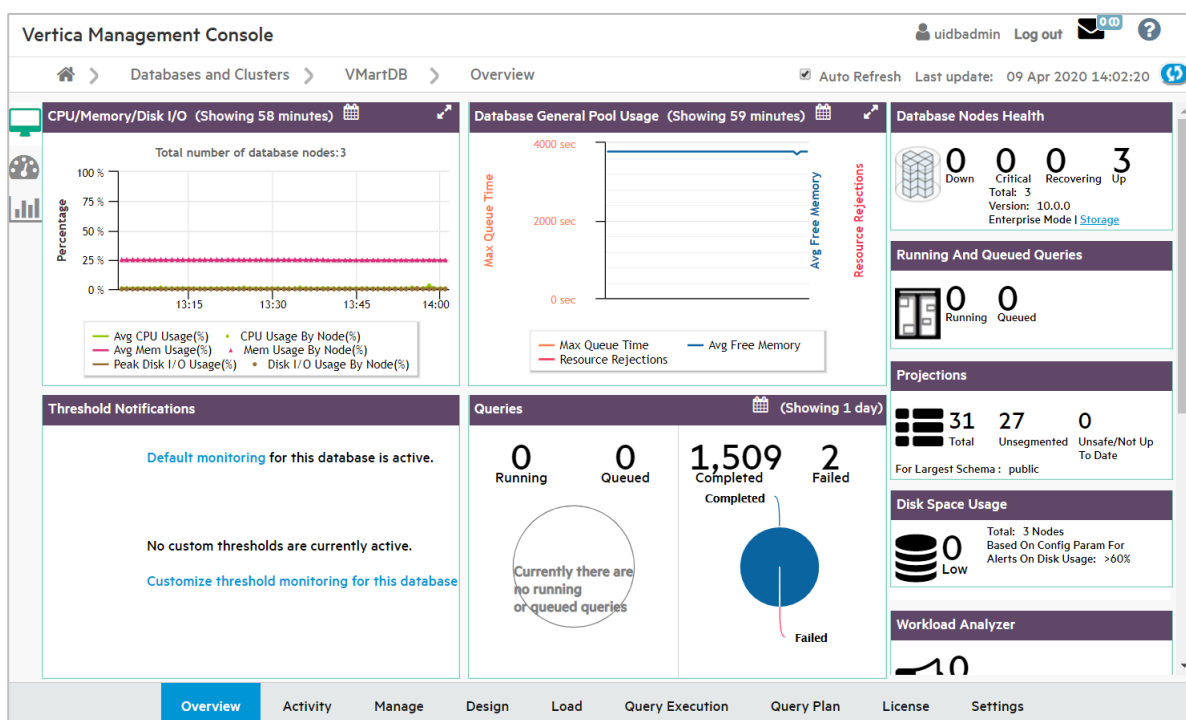 Vertica Management Console
uidbadmin Log out
Databases and Clusters VMartDB Overview
Auto Refresh Last update: 09 Apr 2020 14:02:20
CPU/Memory/Disk I/O (Showing 58 minutes)
Total number of database nodes:3
Percentage
100 %
75 %
50 %
25 %
0 %
13:15 13:30 13:45 14:00
Avg CPU Usage(%) CPU Usage By Node(%)
Avg Mem Usage(%) Mem Usage By Node(%)
Peak Disk I/O Usage(%) Disk I/O Usage By Node(%)
Database General Pool Usage (Showing 59 minutes)
Max Queue Time
4000 sec
2000 sec
0 sec
Avg Free Memory
Resource Rejections
Max Queue Time Avg Free Memory
Resource Rejections
Database Nodes Health
0 0 0 3
Down Critical Recovering Up
Total: 3
Version: 10.0.0
Enterprise Mode | Storage
Running And Queued Queries
0 0
Running Queued
Projections
31 27 0
Total Unsegmented Unsafe/Not Up
To Date
For Largest Schema : public
Disk Space Usage
0
Low
Total: 3 Nodes
Based On Config Param For
Alerts On Disk Usage: >60%
Workload Analyzer
0
Threshold Notifications
Default monitoring for this database is active.
No custom thresholds are currently active.
Customize threshold monitoring for this database
Queries (Showing 1 day)
0 0 1,509 2
Running Queued Completed Failed
Currently there are
no running
or queued queries
Completed
Failed
Overview Activity Manage Design Load Query Execution Query Plan License Settings